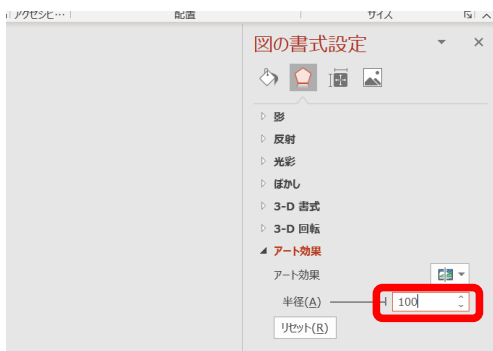 アクセシビ…
配置
サイズ
図の書式設定
影
反射
光彩
ぼかし
3-D 書式
3-D 回転
アート効果
アート効果
半径(A) 100
リセット(R)